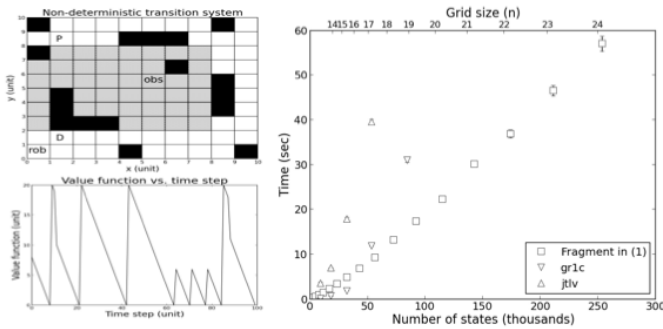 Non-deterministic transition system
10
9
8
7
6
5
4
3
2
1
0
y (unit)
P
obs
D
rob
0 1 2 3 4 5 6 7 8 9 10
x (unit)
Value function vs. time step
20
15
10
5
0
Value function (unit)
0 20 40 60 80 100
Time step (unit)
Grid size (n)
1415 16 17 18 19 20 21 22 23 24
60
50
40
30
20
10
0
Time (sec)
Fragment in (1)
gr1c
jtlv
0 50 100 150 200 250 300
Number of states (thousands)